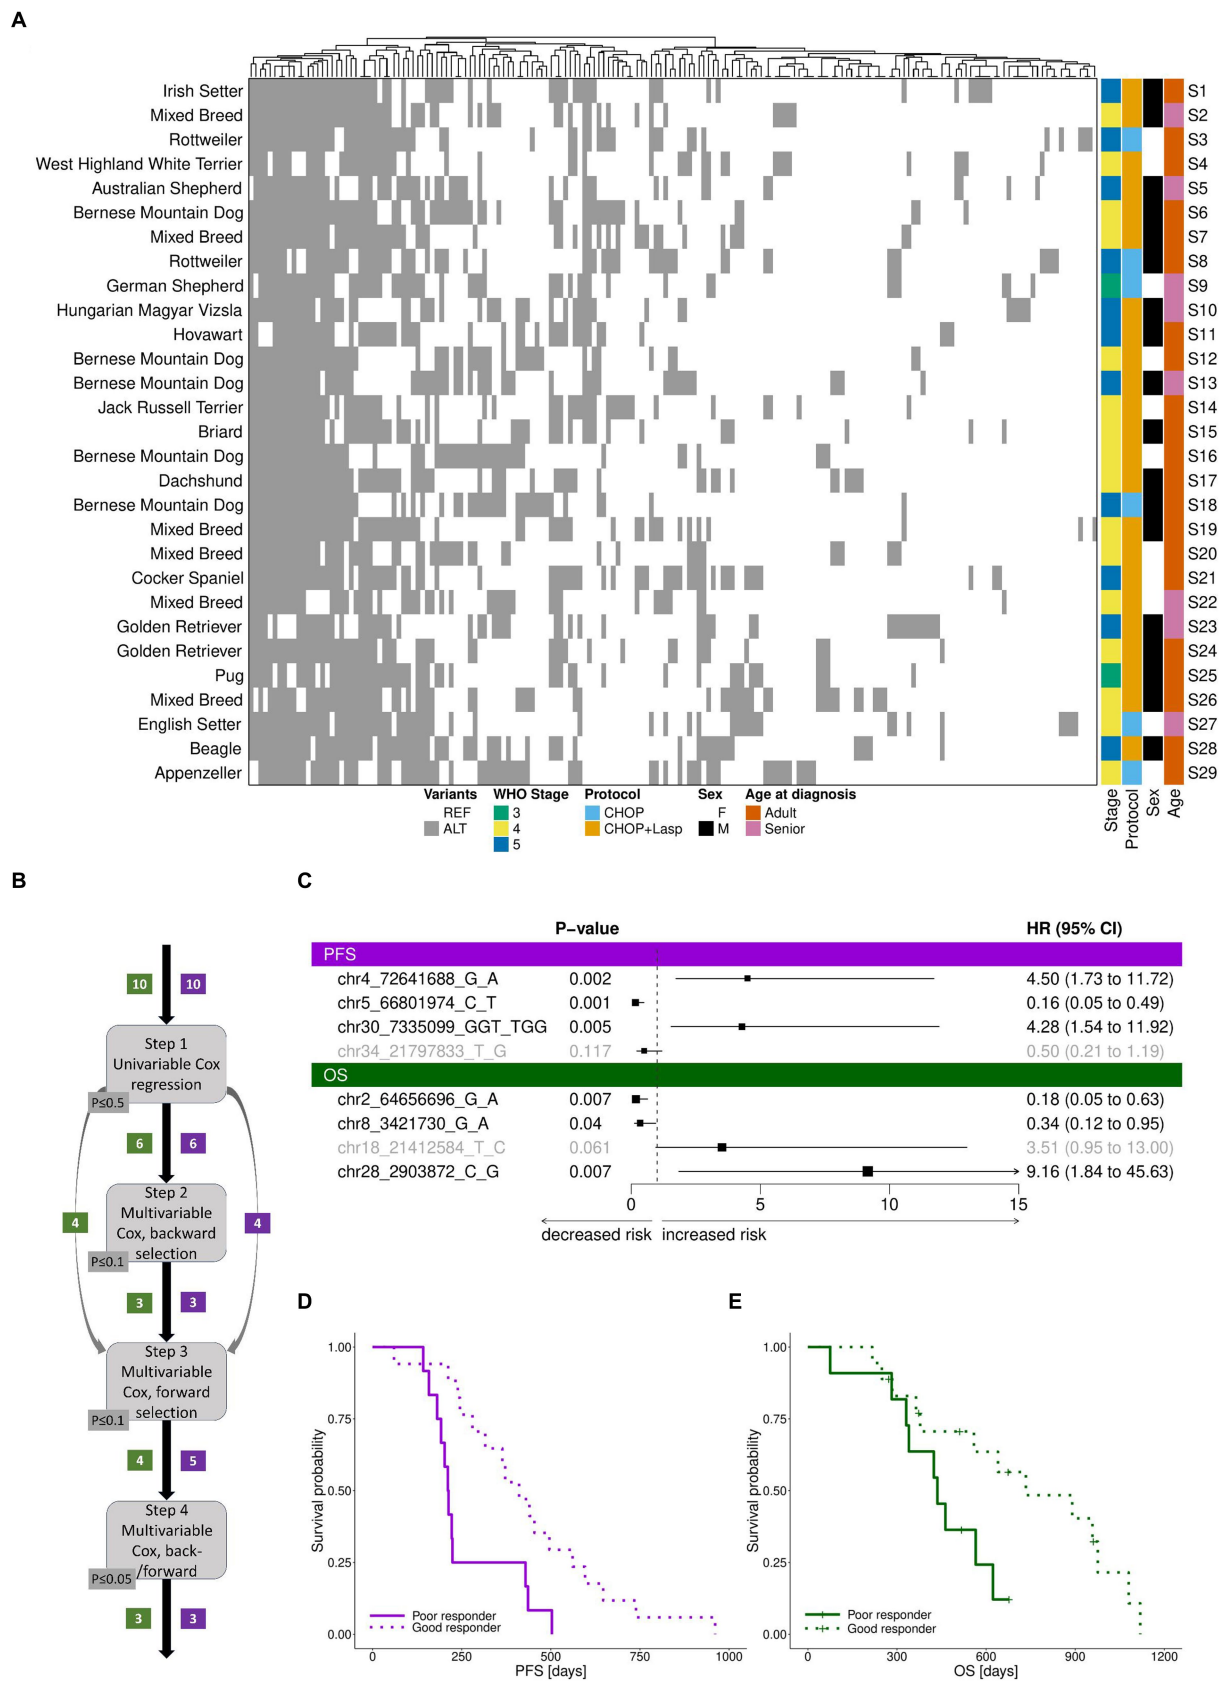 A
Irish Setter S1
Mixed Breed S2
Rottweiler S3
West Highland White Terrier S4
Australian Shepherd S5
Bernese Mountain Dog S6
Mixed Breed S7
Rottweiler S8
German Shepherd S9
Hungarian Magyar Vizsla S10
Hovawart S11
Bernese Mountain Dog S12
Bernese Mountain Dog S13
Jack Russell Terrier S14
Briard S15
Bernese Mountain Dog S16
Dachshund S17
Bernese Mountain Dog S18
Mixed Breed S19
Mixed Breed S20
Cocker Spaniel S21
Mixed Breed S22
Golden Retriever S23
Golden Retriever S24
Pug S25
Mixed Breed S26
English Setter S27
Beagle S28
Appenzeller S29
Stage
Protocol
Sex
Age
Variants WHO Stage Protocol Sex Age at diagnosis
REF 3 CHOP F Adult
ALT 4 CHOP+Lasp M Senior
5
B
10 10
Step 1
Univariable Cox
regression
P≤0.5
6 6
4 4
Step 2
Multivariable
Cox, backward
selection
P≤0.1
3 3
Step 3
Multivariable
Cox, forward
selection
P≤0.1
4 5
Step 4
Multivariable
Cox, back-
/forward
P≤0.05
3 3
C
P−value HR (95% CI)
PFS
chr4_72641688_G_A 0.002 4.50 (1.73 to 11.72)
chr5_66801974_C_T 0.001 0.16 (0.05 to 0.49)
chr30_7335099_GGT_TGG 0.005 4.28 (1.54 to 11.92)
chr34_21797833_T_G 0.117 0.50 (0.21 to 1.19)
OS
chr2_64656696_G_A 0.007 0.18 (0.05 to 0.63)
chr8_3421730_G_A 0.04 0.34 (0.12 to 0.95)
chr18_21412584_T_C 0.061 3.51 (0.95 to 13.00)
chr28_2903872_C_G 0.007 9.16 (1.84 to 45.63)
0 5 10 15
decreased risk increased risk
D
Survival probability
1.00
0.75
0.50
0.25
0.00
Poor responder
Good responder
0 250 500 750 1000
PFS [days]
E
Survival probability
1.00
0.75
0.50
0.25
0.00
Poor responder
Good responder
0 300 600 900 1200
OS [days]